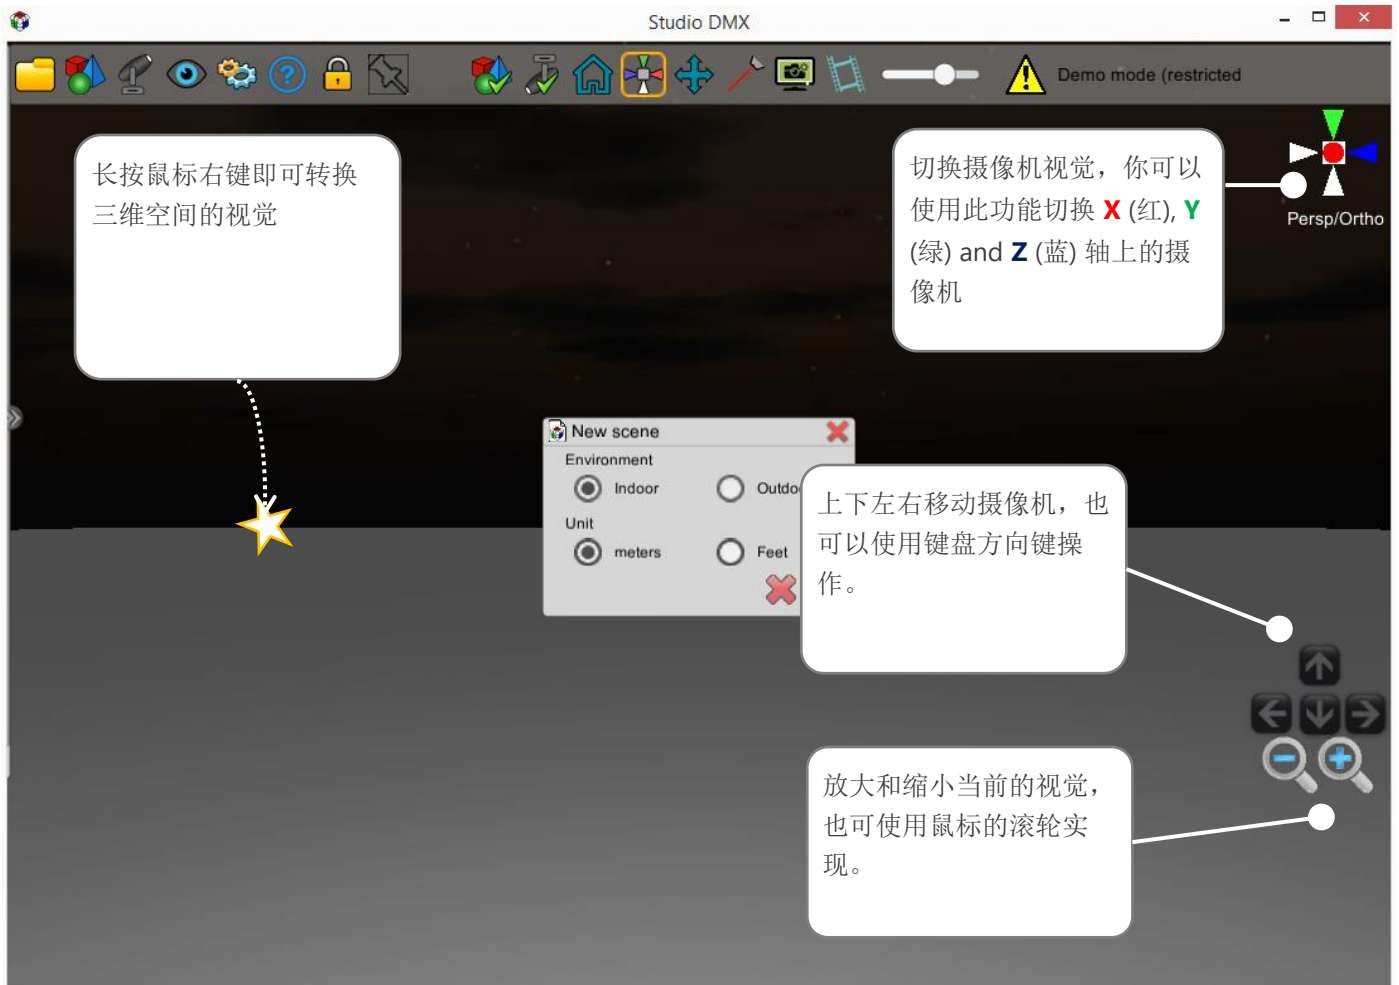 Studio DMX
Demo mode (restricted
长按鼠标右键即可转换
三维空间的视觉
切换摄像机视觉，你可以
使用此功能切换 X (红), Y
(绿) and Z (蓝) 轴上的摄
像机
Persp/Ortho
New scene
Environment
Indoor
Outdo
Unit
meters
Feet
上下左右移动摄像机，也
可以使用键盘方向键操
作。
放大和缩小当前的视觉，
也可使用鼠标的滚轮实
现。